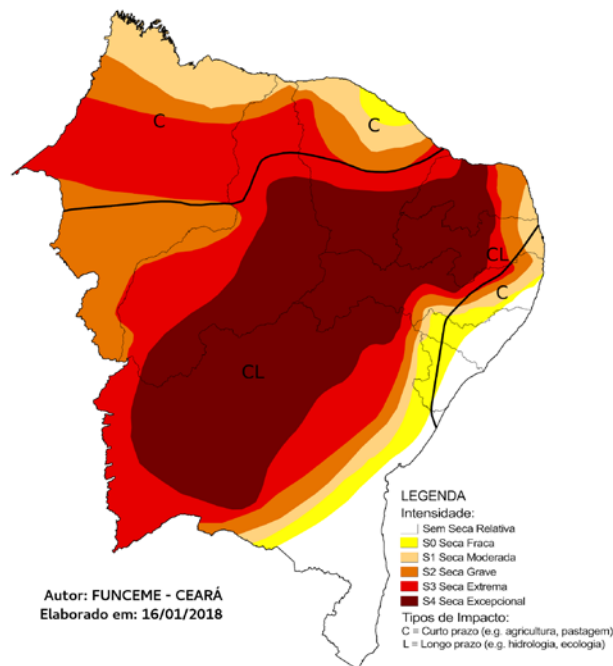 C
C
CL
C
CL
LEGENDA
Intensidade:
Sem Seca Relativa
S0 Seca Fraca
S1 Seca Moderada
S2 Seca Grave
S3 Seca Extrema
S4 Seca Excepcional
Tipos de Impacto:
C = Curto prazo (e.g. agricultura, pastagem)
L = Longo prazo (e.g. hidrologia, ecologia)
Autor: FUNCEME - CEARÁ
Elaborado em: 16/01/2018